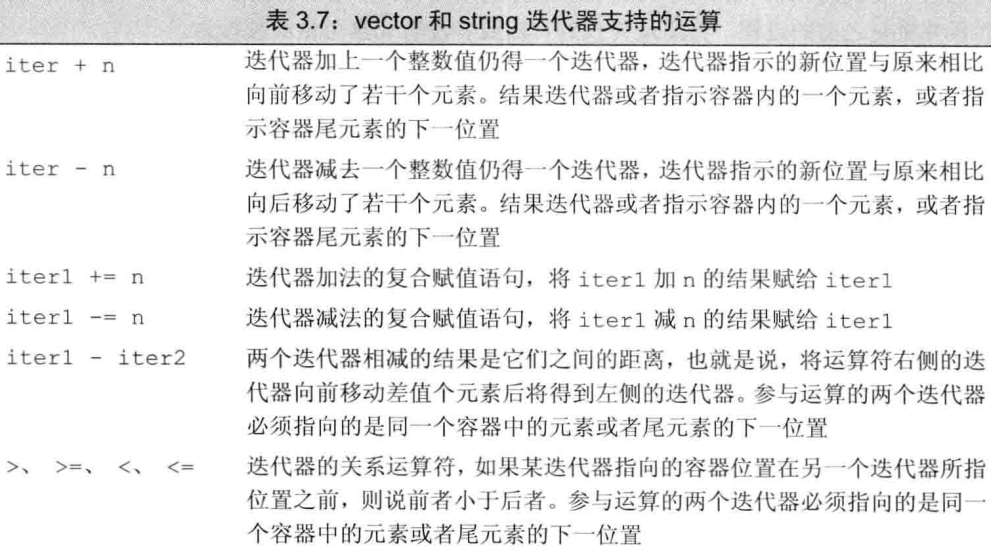 表 3.7：vector 和 string 迭代器支持的运算
iter + n 迭代器加上一个整数值仍得一个迭代器，迭代器指示的新位置与原来相比
向前移动了若干个元素。结果迭代器或者指示容器内的一个元素，或者指
示容器尾元素的下一位置
iter - n 迭代器减去一个整数值仍得一个迭代器，迭代器指示的新位置与原来相比
向后移动了若干个元素。结果迭代器或者指示容器内的一个元素，或者指
示容器尾元素的下一位置
iter1 += n 迭代器加法的复合赋值语句，将 iter1 加 n 的结果赋给 iter1
iter1 -= n 迭代器减法的复合赋值语句，将 iter1 减 n 的结果赋给 iter1
iter1 - iter2 两个迭代器相减的结果是它们之间的距离，也就是说，将运算符右侧的迭
代器向前移动差值个元素后将得到左侧的迭代器。参与运算的两个迭代器
必须指向的是同一个容器中的元素或者尾元素的下一位置
>、 >=、 <、 <= 迭代器的关系运算符，如果某迭代器指向的容器位置在另一个迭代器所指
位置之前，则说前者小于后者。参与运算的两个迭代器必须指向的是同一
个容器中的元素或者尾元素的下一位置